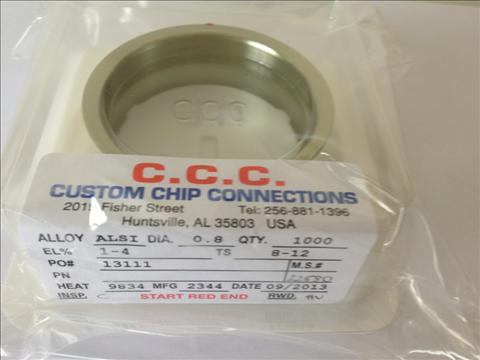 C.C.C.
CUSTOM CHIP CONNECTIONS
Fisher Street Tel: 256-881-1396
Huntsville, AL 35803 USA
ALLOY ALSI DIA. 0.8 QTY. 1000
EL% 1-4 TS 8-12
PO# 13111 M.S.#
PN
HEAT 9834 MFG 2344 DATE 09/2013
INSP. C START RED END RWD.